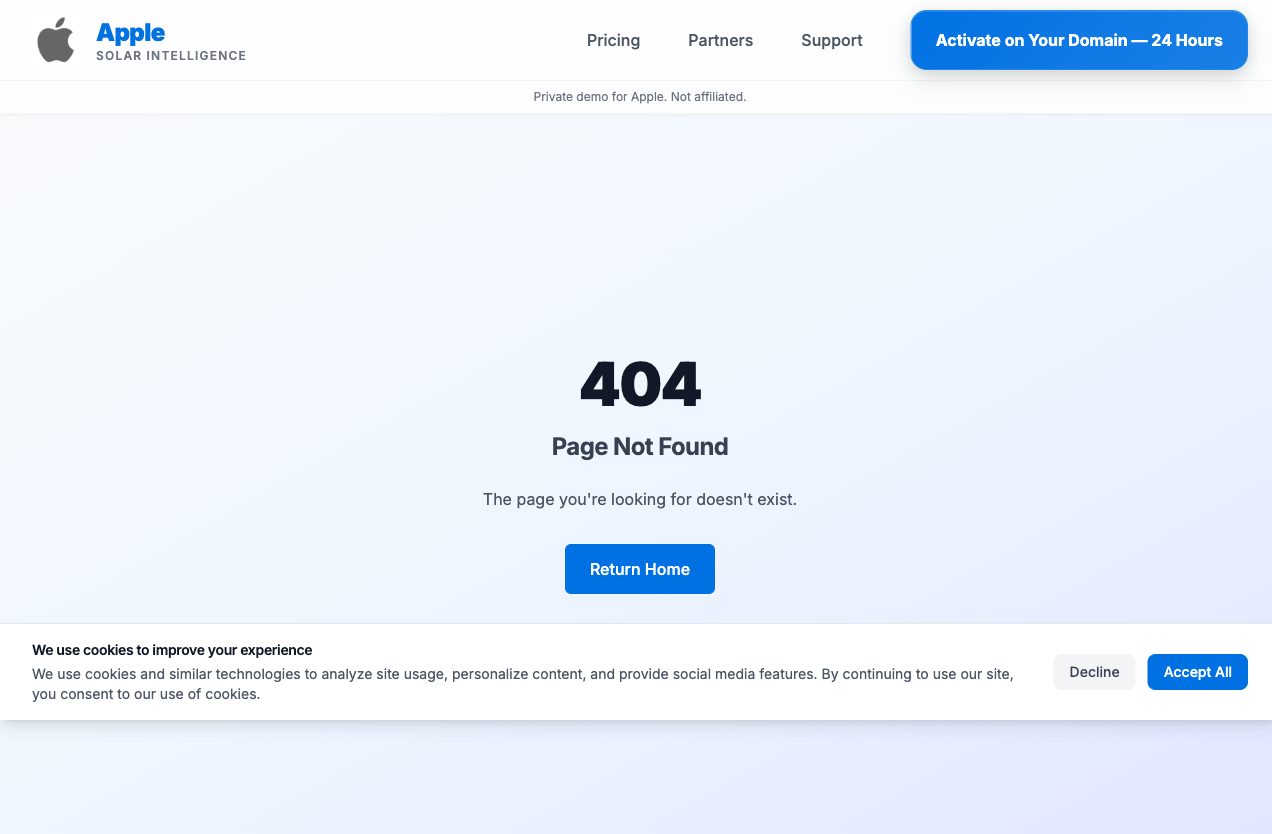 Apple
SOLAR INTELLIGENCE
Pricing
Partners
Support
Activate on Your Domain — 24 Hours
Private demo for Apple. Not affiliated.
404
Page Not Found
The page you're looking for doesn't exist.
Return Home
We use cookies to improve your experience
We use cookies and similar technologies to analyze site usage, personalize content, and provide social media features. By continuing to use our site,
you consent to our use of cookies.
Decline
Accept All